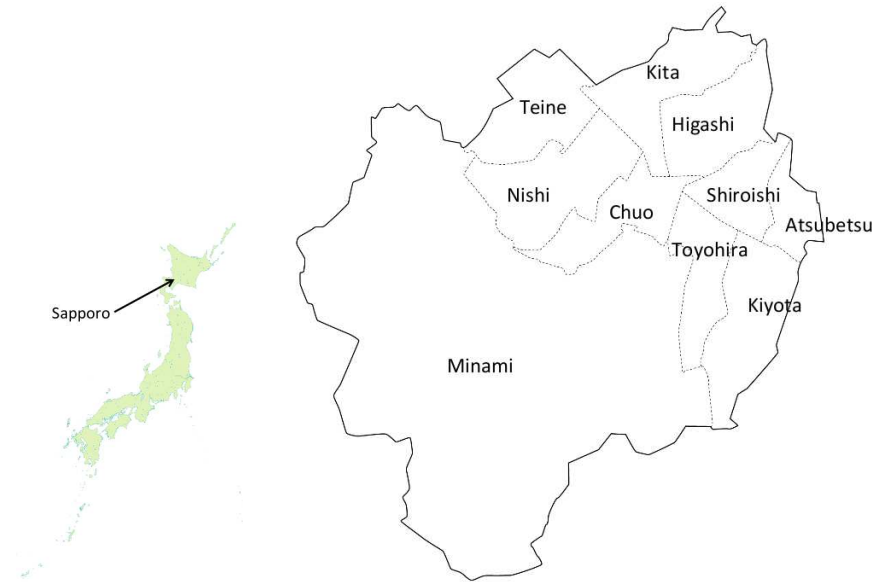 Sapporo
Kita
Teine
Higashi
Nishi
Shiroishi
Chuo
Atsubetsu
Toyohira
Kiyota
Minami